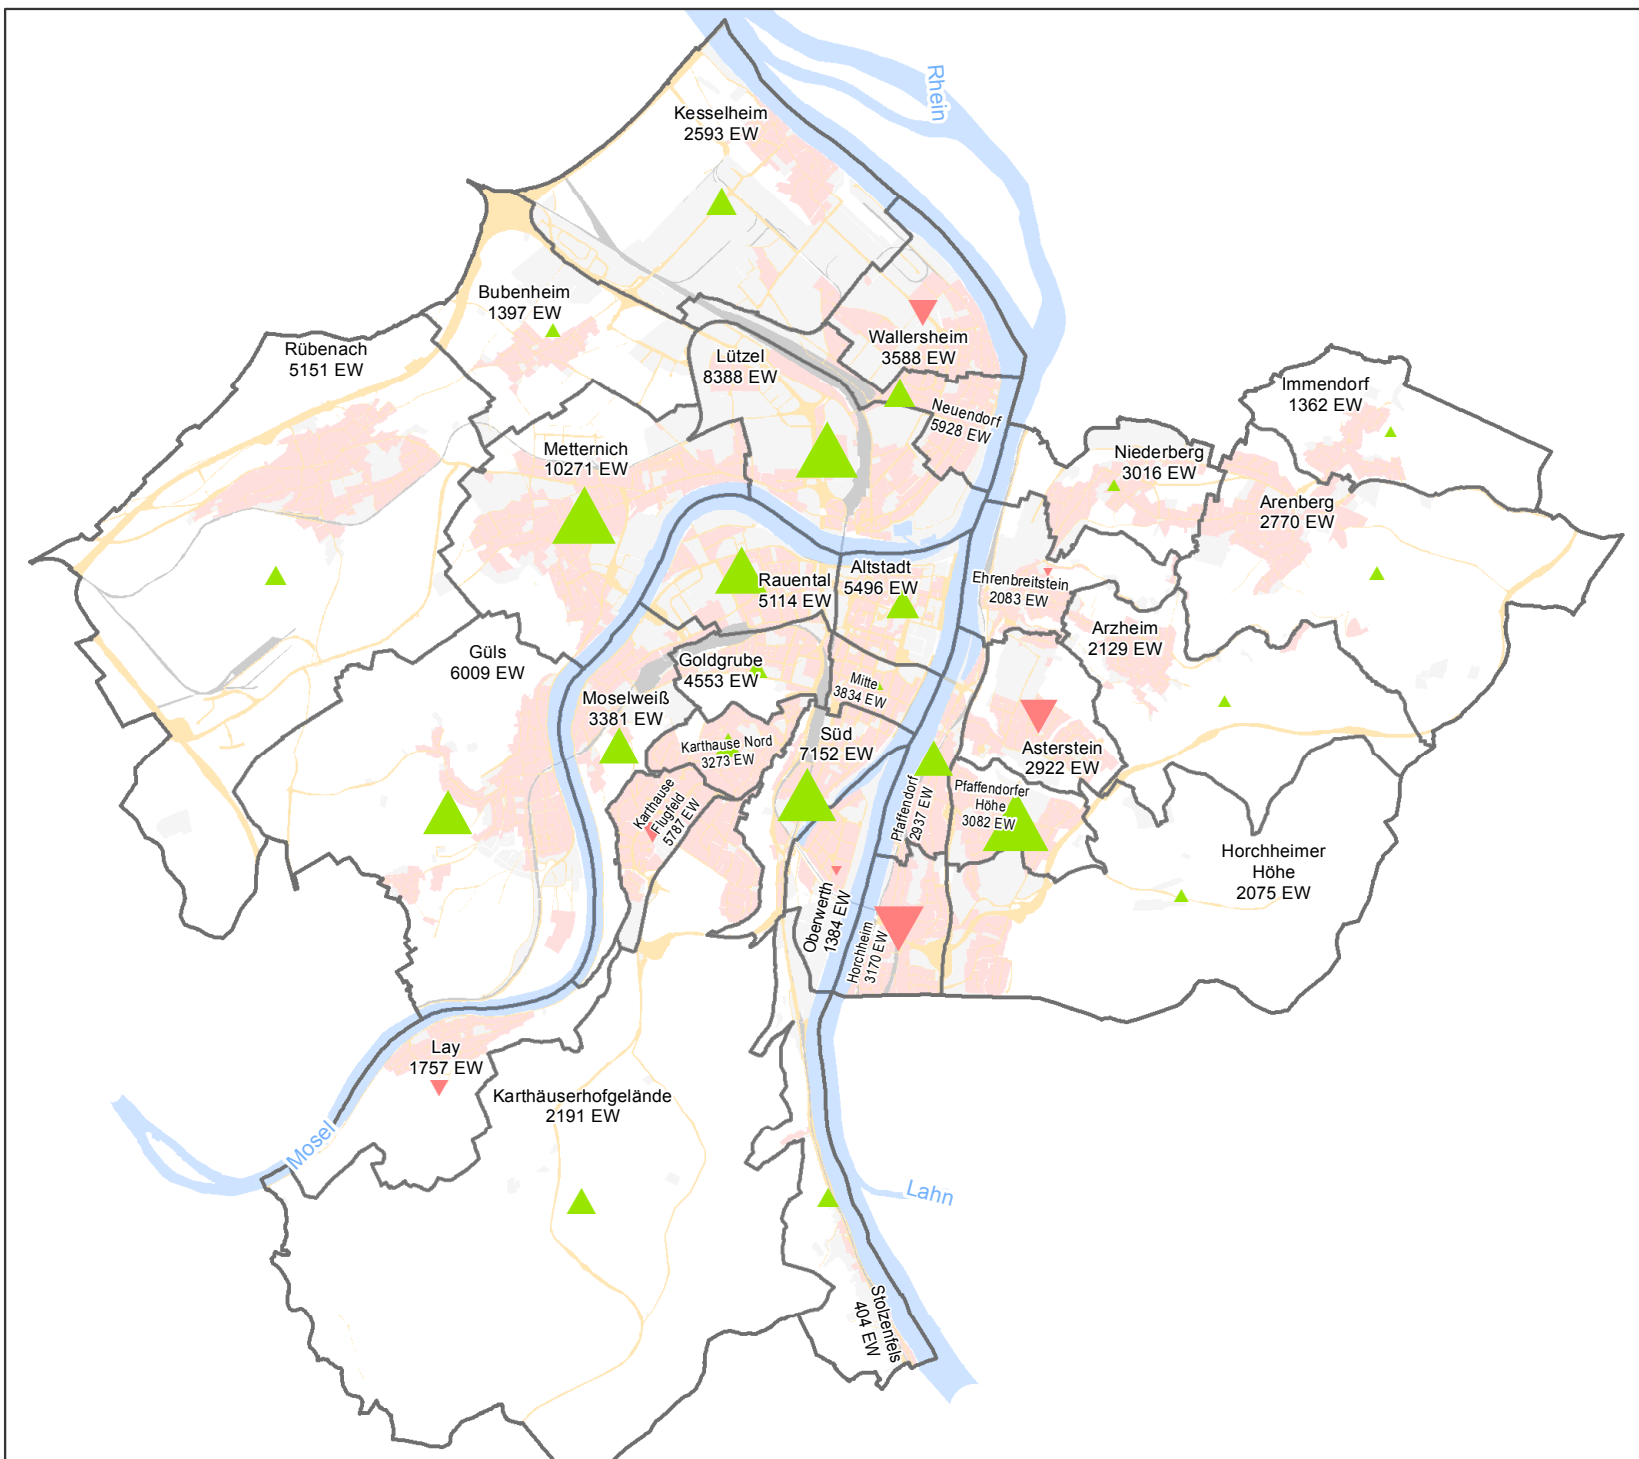 Rhein
Kesselheim
2593 EW
Bubenheim
1397 EW
Rübenach
5151 EW
Wallersheim
3588 EW
Lützel
8388 EW
Neuendorf
5928 EW
Immendorf
1362 EW
Metternich
10271 EW
Niederberg
3016 EW
Arenberg
2770 EW
Rauental
5114 EW
Altstadt
5496 EW
Ehrenbreitstein
2083 EW
Arzheim
2129 EW
Güls
6009 EW
Goldgrube
4553 EW
Mitte
3834 EW
Moselweiß
3381 EW
Karthause Nord
3273 EW
Süd
7152 EW
Asterstein
2922 EW
Karthause
Flugfeld
5787 EW
Pfaffendorf
2937 EW
Pfaffendorfer
Höhe
3082 EW
Horchheimer
Höhe
2075 EW
Oberwerth
1384 EW
Horchheim
3170 EW
Lay
1757 EW
Karthäuserhofgelände
2191 EW
Mosel
Lahn
Stolzenfels
404 EW